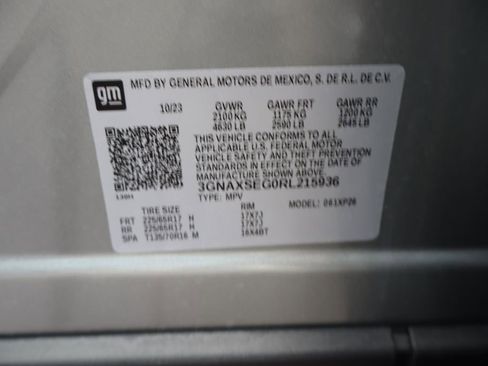 gm
MFD BY GENERAL MOTORS DE MEXICO, S. DE R.L. DE C.V.
10/23 GVWR GAWR FRT GAWR RR
2100 KG 1175 KG 1200 KG
4630 LB 2590 LB 2645 LB
THIS VEHICLE CONFORMS TO ALL
APPLICABLE U.S. FEDERAL MOTOR
VEHICLE SAFETY AND THEFT PREVENTION
STANDARDS IN EFFECT ON THE DATE OF
MANUFACTURE SHOWN ABOVE.
3GNAXSEG0RL215936
TYPE: MPV MODEL:
TIRE SIZE RIM
FRT 225/65R17 H 17X7J
RR 225/65R17 H 17X7J
SPA T135/70R16 M 16X4BT